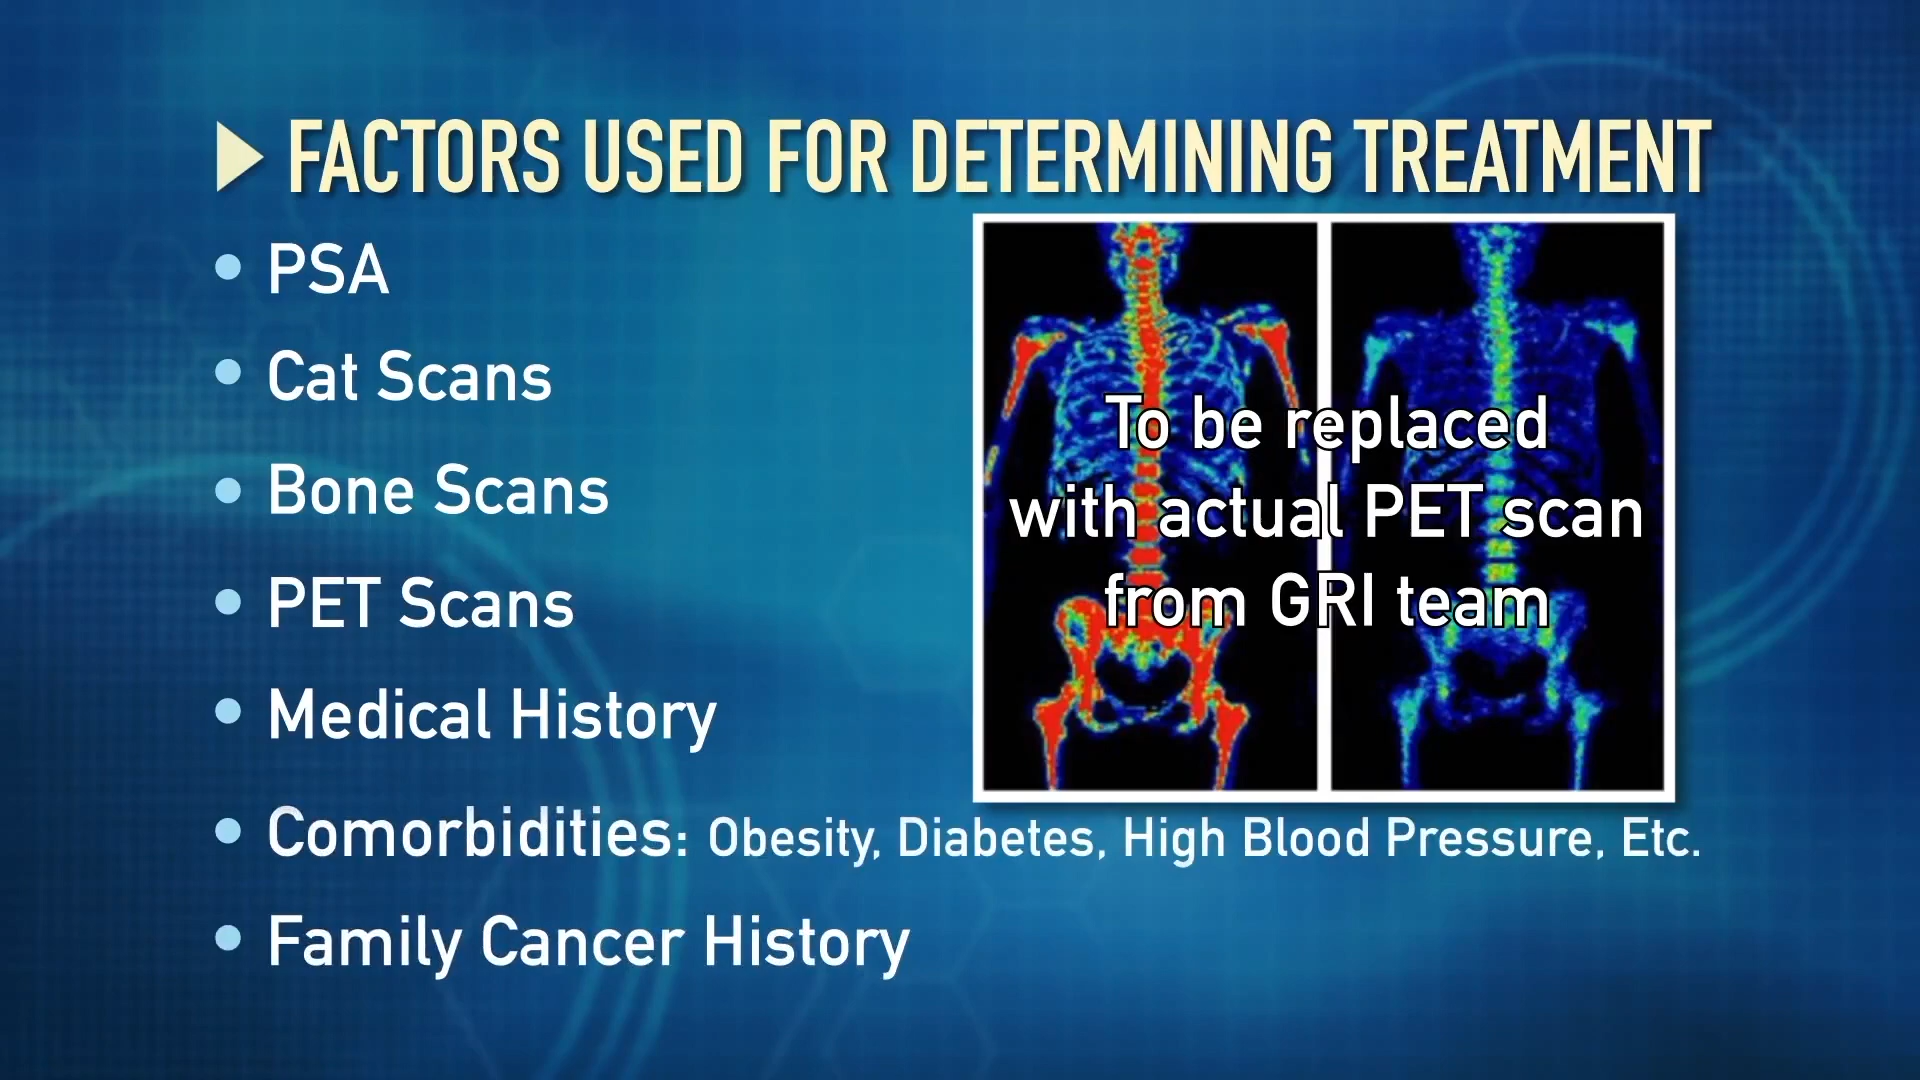 FACTORS USED FOR DETERMINING TREATMENT
PSA
Cat Scans
Bone Scans
PET Scans
Medical History
Comorbidities: Obesity, Diabetes, High Blood Pressure, Etc.
Family Cancer History
To be replaced
with actual PET scan
from GRI team